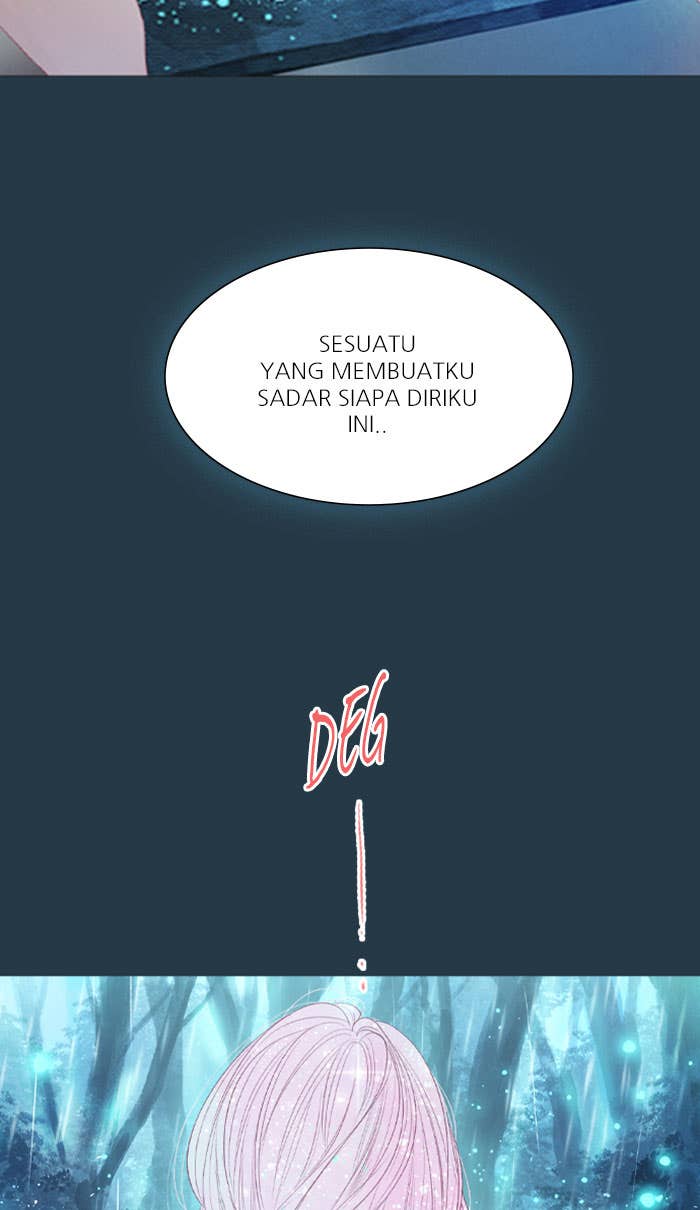 SESUATU
YANG MEMBUATKU
SADAR SIAPA DIRIKU
INI..
DEG